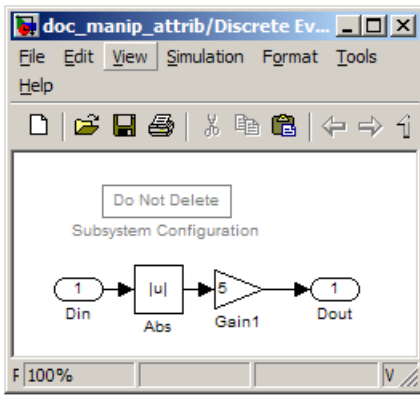 doc_manip_attrib/Discrete Ev...
File Edit View Simulation Format Tools
Help
Do Not Delete
Subsystem Configuration
1 |u| 5 1
Din Abs Gain1 Dout
F 100% V